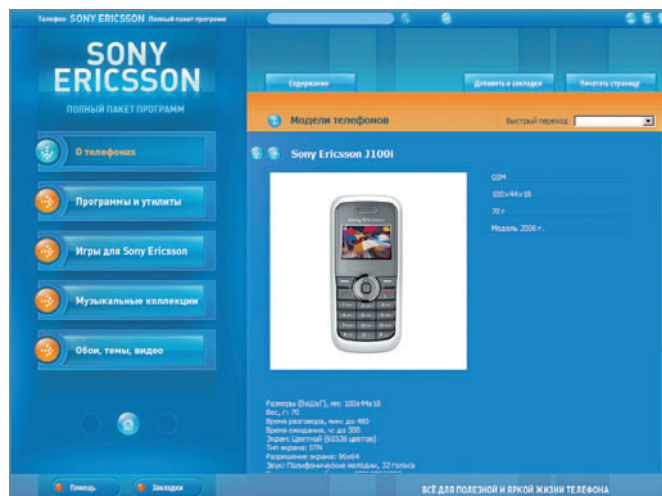 Телефон SONY ERICSSON Полный пакет программ
SONY
ERICSSON
ПОЛНЫЙ ПАКЕТ ПРОГРАММ
О телефонах
Программы и утилиты
Игры для Sony Ericsson
Музыкальные коллекции
Обои, темы, видео
Помощь
Закладки
Содержание
Добавить в закладки
Печатать страницу
Модели телефонов
Быстрый переход
Sony Ericsson J100i
GSM
100x44x18
70 г
Модель 2006 г.
Sony Ericsson
Размеры (ВхШхГ), мм: 100x44x18
Вес, г: 70
Время разговора, мин: до 480
Время ожидания, ч: до 300
Экран: Цветной (65536 цветов)
Тип экрана: STN
Разрешение экрана: 96x64
Звук: Полифонические мелодии, 32 голоса
ВСЁ ДЛЯ ПОЛЕЗНОЙ И ЯРКОЙ ЖИЗНИ ТЕЛЕФОНА